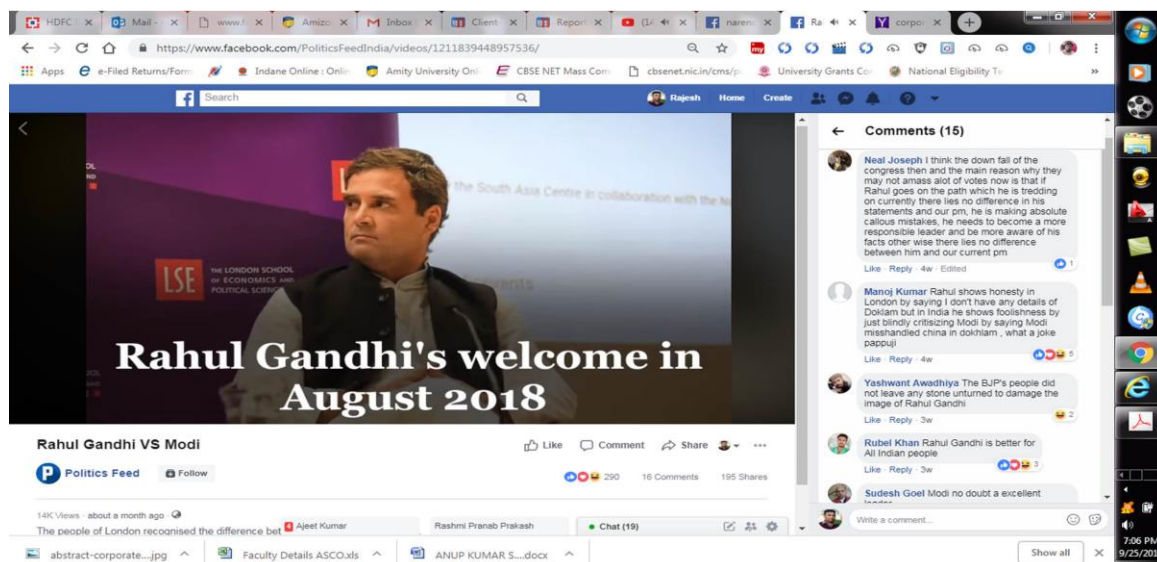 HDFC
Mail -
www.f
Amizo
Inbox
Client
Report
(14
naren
Ra
corpor
https://www.facebook.com/PoliticsFeedIndia/videos/1211839448957536/
Apps
e-Filed Returns/Form
Indane Online : Onlin
Amity University Onli
CBSE NET Mass Com
cbsenet.nic.in/cms/p
University Grants Co
National Eligibility Te
Search
Rajesh
Home
Create
the South Asia Centre in collaboration with the
LSE
THE LONDON SCHOOL
OF ECONOMICS AND
POLITICAL SCIENCE
Rahul Gandhi's welcome in
August 2018
Rahul Gandhi VS Modi
Like
Comment
Share
Politics Feed
Follow
290
16 Comments
195 Shares
14K Views · about a month ago
The people of London recognised the difference bet
4 Ajeet Kumar
Rashmi Pranab Prakash
Chat (19)
Comments (15)
Neal Joseph I think the down fall of the
congress then and the main reason why they
may not amass alot of votes now is that if
Rahul goes on the path which he is tredding
on currently there lies no difference in his
statements and our pm, he is making absolute
callous mistakes, he needs to become a more
responsible leader and be more aware of his
facts other wise there lies no difference
between him and our current pm
Like · Reply · 4w · Edited
1
Manoj Kumar Rahul shows honesty in
London by saying I don't have any details of
Doklam but in India he shows foolishness by
just blindly critisizing Modi by saying Modi
misshandled china in dokhlam , what a joke
pappuji
Like · Reply · 4w
5
Yashwant Awadhiya The BJP's people did
not leave any stone unturned to damage the
image of Rahul Gandhi
Like · Reply · 3w
2
Rubel Khan Rahul Gandhi is better for
All Indian people
Like · Reply · 3w
3
Sudesh Goel Modi no doubt a excellent
Write a comment...
abstract-corporate....jpg
Faculty Details ASCO.xls
ANUP KUMAR S....docx
Show all
7:06 PM
9/25/201